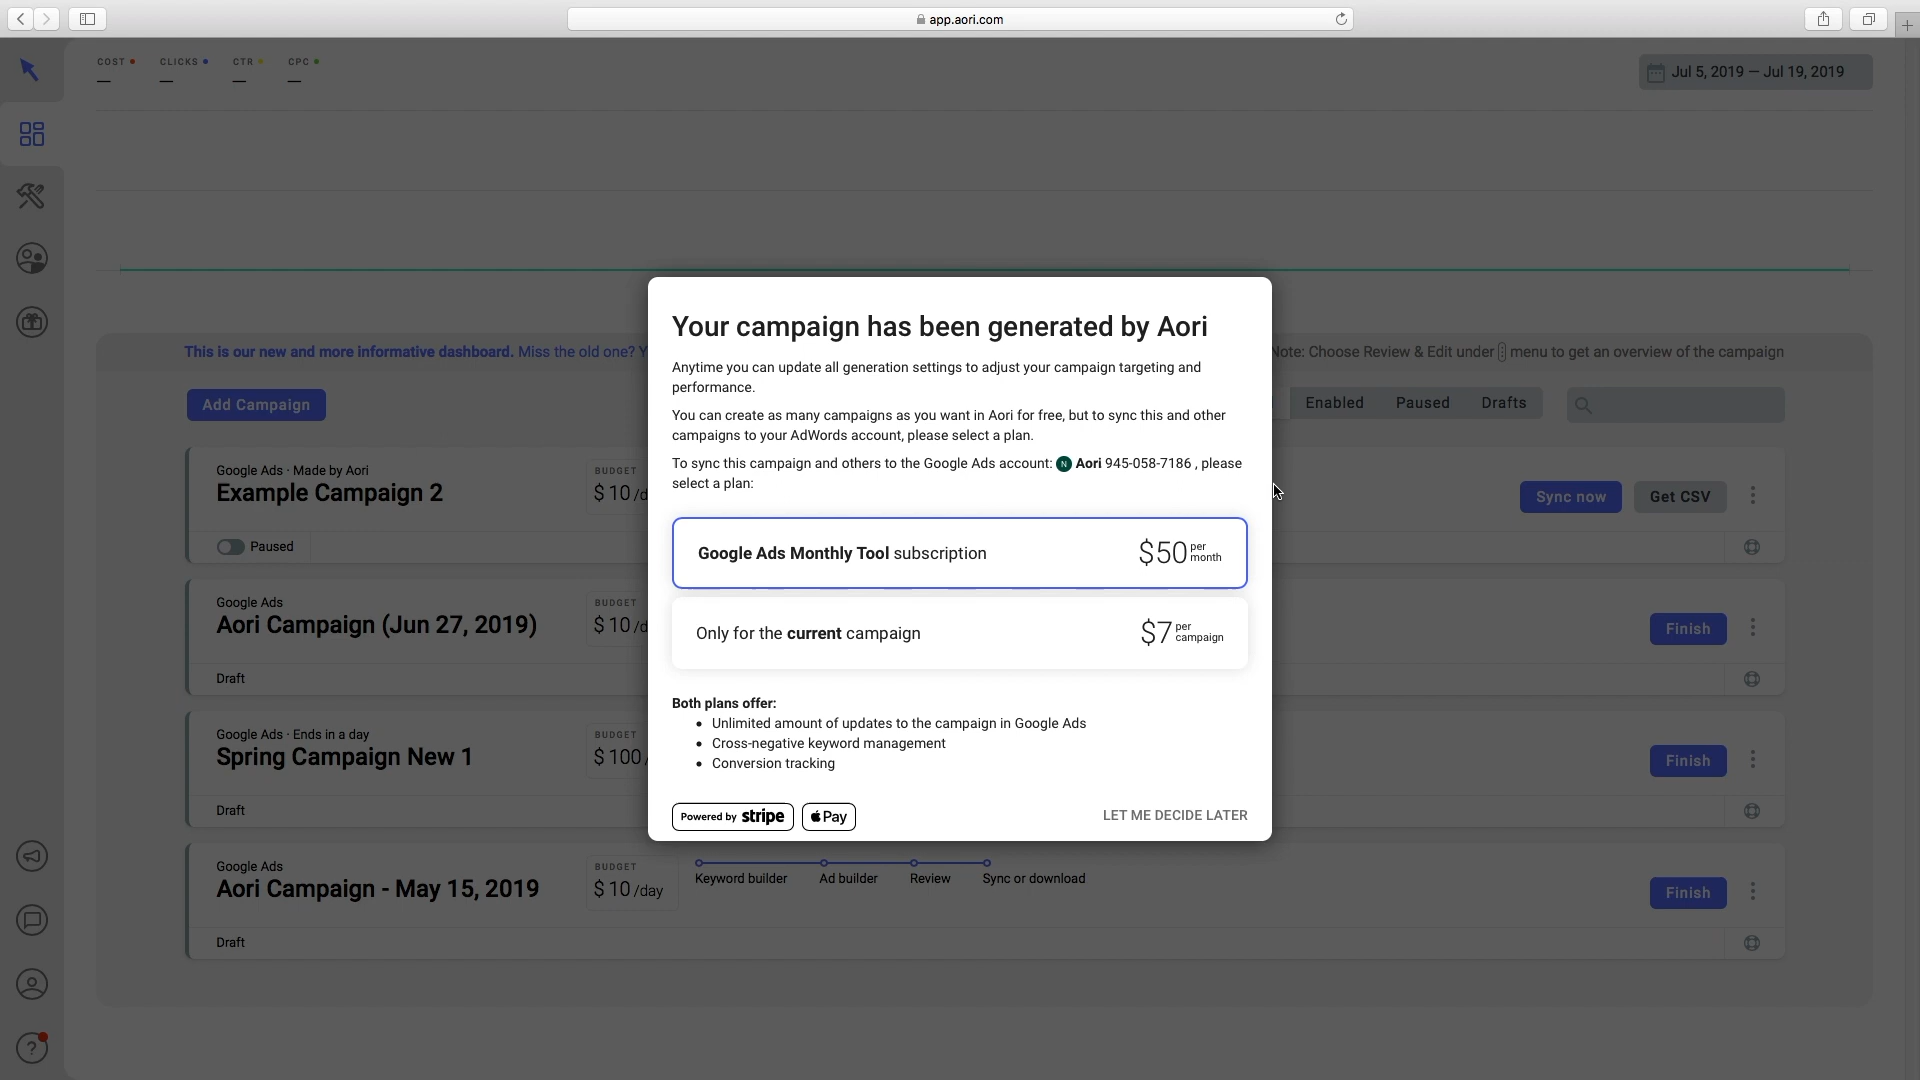 app.aori.com
COST CLICKS CTR CPC
— — — —
Jul 5, 2019 — Jul 19, 2019
This is our new and more informative dashboard. Miss the old one?
Note: Choose Review & Edit under menu to get an overview of the campaign
Add Campaign
Enabled Paused Drafts
Google Ads · Made by Aori
Example Campaign 2
BUDGET
$ 10 /d
Sync now Get CSV
Paused
Google Ads
Aori Campaign (Jun 27, 2019)
BUDGET
$ 10 /d
Finish
Draft
Google Ads · Ends in a day
Spring Campaign New 1
BUDGET
$ 100 /
Finish
Draft
Google Ads
Aori Campaign - May 15, 2019
BUDGET
$ 10 /day
Keyword builder Ad builder Review Sync or download
Finish
Draft
?
Your campaign has been generated by Aori
Anytime you can update all generation settings to adjust your campaign targeting and
performance.
You can create as many campaigns as you want in Aori for free, but to sync this and other
campaigns to your AdWords account, please select a plan.
To sync this campaign and others to the Google Ads account: N Aori 945-058-7186 , please
select a plan:
Google Ads Monthly Tool subscription $50 per month
Only for the current campaign $7 per campaign
Both plans offer:
• Unlimited amount of updates to the campaign in Google Ads
• Cross-negative keyword management
• Conversion tracking
Powered by stripe Pay LET ME DECIDE LATER